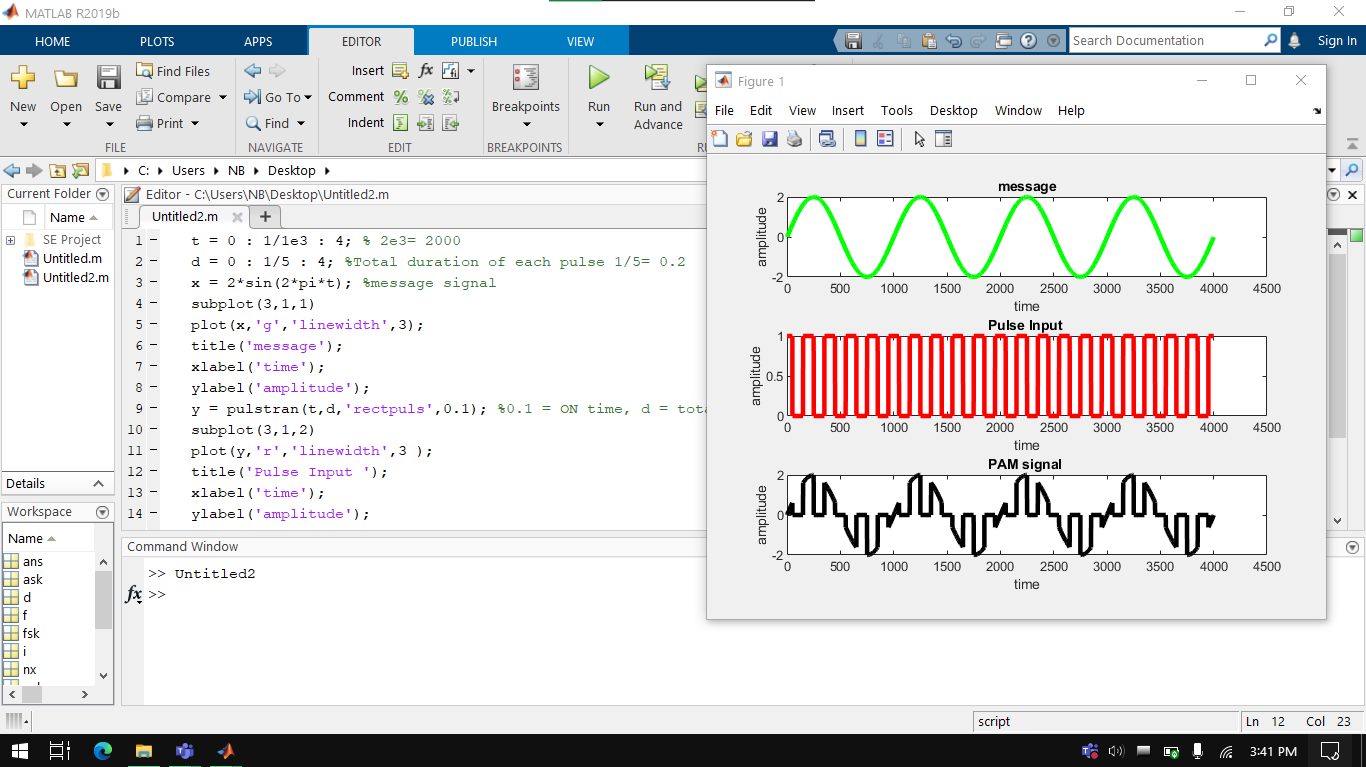 MATLAB R2019b
HOME PLOTS APPS EDITOR PUBLISH VIEW
Search Documentation
Sign In
New Open Save
Find Files
Compare
Print
FILE
Go To
Find
NAVIGATE
Insert
Comment
Indent
EDIT
Breakpoints
BREAKPOINTS
Run
Run and
Advance
C: Users NB Desktop
Current Folder
Name
SE Project
Untitled.m
Untitled2.m
Details
Workspace
Name
ans
ask
d
f
fsk
i
nx
Editor - C:\Users\NB\Desktop\Untitled2.m
Untitled2.m
1 t = 0 : 1/1e3 : 4; % 2e3= 2000
2 d = 0 : 1/5 : 4; %Total duration of each pulse 1/5= 0.2
3 x = 2*sin(2*pi*t); %message signal
4 subplot(3,1,1)
5 plot(x,'g','linewidth',3);
6 title('message');
7 xlabel('time');
8 ylabel('amplitude');
9 y = pulstran(t,d,'rectpuls',0.1); %0.1 = ON time, d = tota
10 subplot(3,1,2)
11 plot(y,'r','linewidth',3 );
12 title('Pulse Input ');
13 xlabel('time');
14 ylabel('amplitude');
Command Window
>> Untitled2
fx >>
Figure 1
File Edit View Insert Tools Desktop Window Help
message
amplitude
2
0
-2
0 500 1000 1500 2000 2500 3000 3500 4000 4500
time
Pulse Input
amplitude
1
0.5
0
0 500 1000 1500 2000 2500 3000 3500 4000 4500
time
PAM signal
amplitude
2
0
-2
0 500 1000 1500 2000 2500 3000 3500 4000 4500
time
script
Ln 12 Col 23
3:41 PM